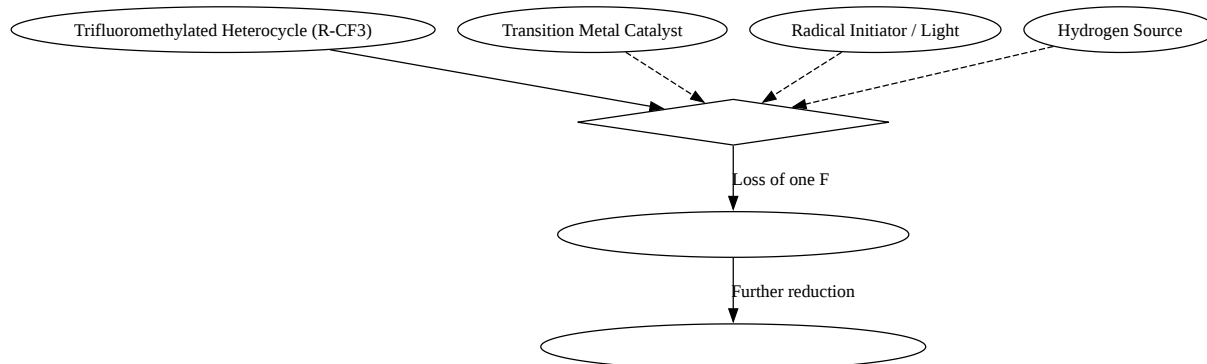 Trifluoromethylated Heterocycle (R-CF3)
Transition Metal Catalyst
Radical Initiator / Light
Hydrogen Source
Loss of one F
Further reduction